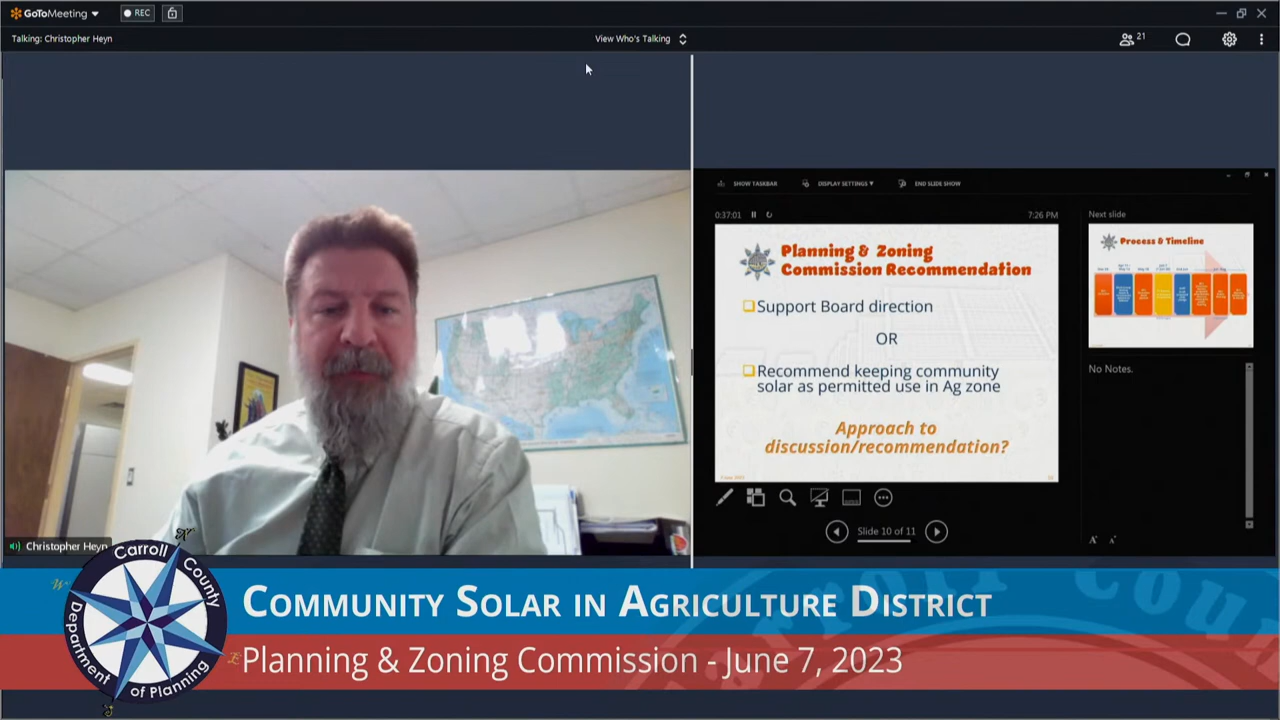 GoToMeeting
REC
Talking: Christopher Heyn
View Who's Talking
21
SHOW TASKBAR
DISPLAY SETTINGS
END SLIDE SHOW
0:37:01
7:26 PM
Next slide
Planning & Zoning
Commission Recommendation
Support Board direction
OR
Recommend keeping community
solar as permitted use in Ag zone
Approach to
discussion/recommendation?
Process & Timeline
No Notes.
Slide 10 of 11
Christopher Heyn
Carroll County
Department of Planning
Community Solar in Agriculture District
Planning & Zoning Commission - June 7, 2023